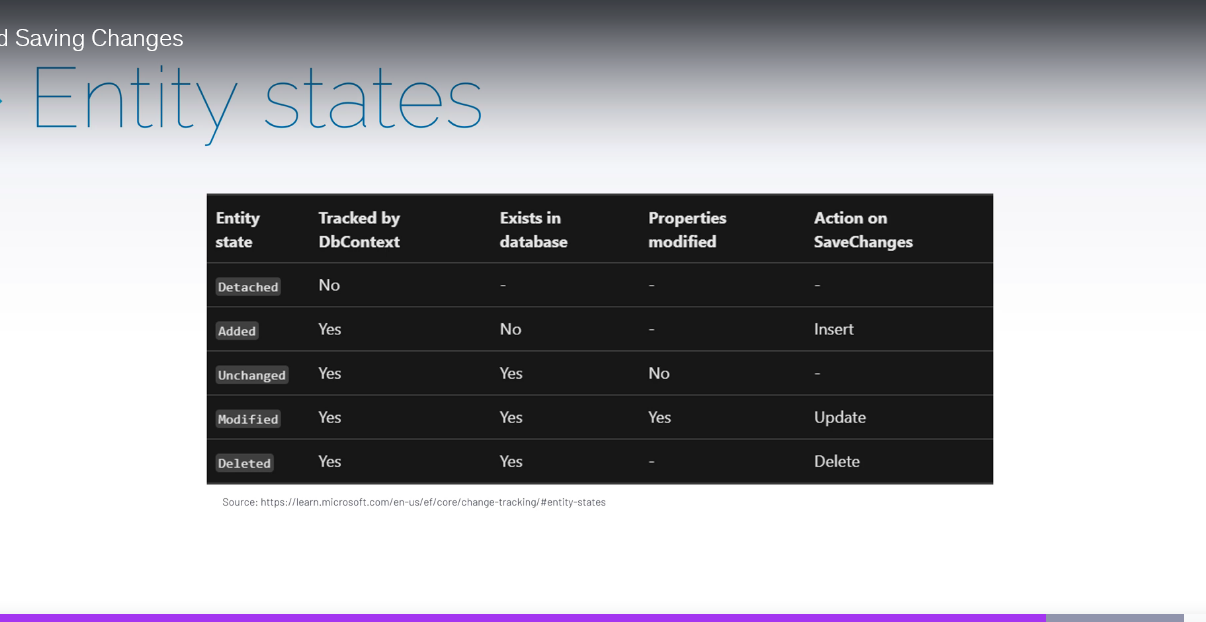 d Saving Changes
Entity states
Entity state Tracked by DbContext Exists in database Properties modified Action on SaveChanges
Detached No - - -
Added Yes No - Insert
Unchanged Yes Yes No -
Modified Yes Yes Yes Update
Deleted Yes Yes - Delete
Source: https://learn.microsoft.com/en-us/ef/core/change-tracking/#entity-states